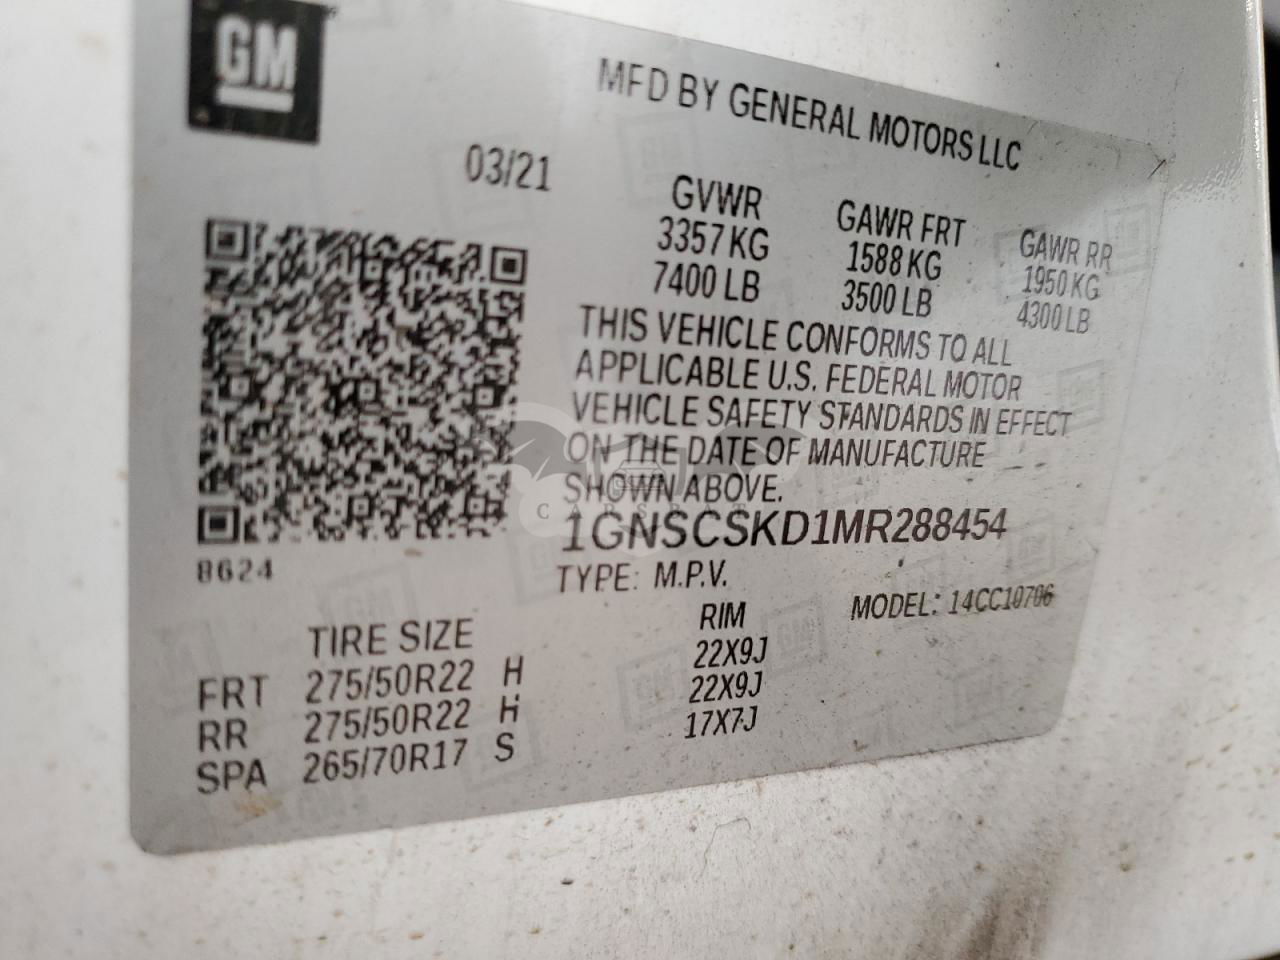 GM
MFD BY GENERAL MOTORS LLC
03/21
GVWR GAWR FRT GAWR RR
3357 KG 1588 KG 1950 KG
7400 LB 3500 LB 4300 LB
THIS VEHICLE CONFORMS TO ALL
APPLICABLE U.S. FEDERAL MOTOR
VEHICLE SAFETY STANDARDS IN EFFECT
ON THE DATE OF MANUFACTURE
SHOWN ABOVE.
1GNSCSKD1MR288454
8624
TYPE: M.P.V. MODEL: 14CC10706
TIRE SIZE RIM
FRT 275/50R22 H 22X9J
RR 275/50R22 H 22X9J
SPA 265/70R17 S 17X7J